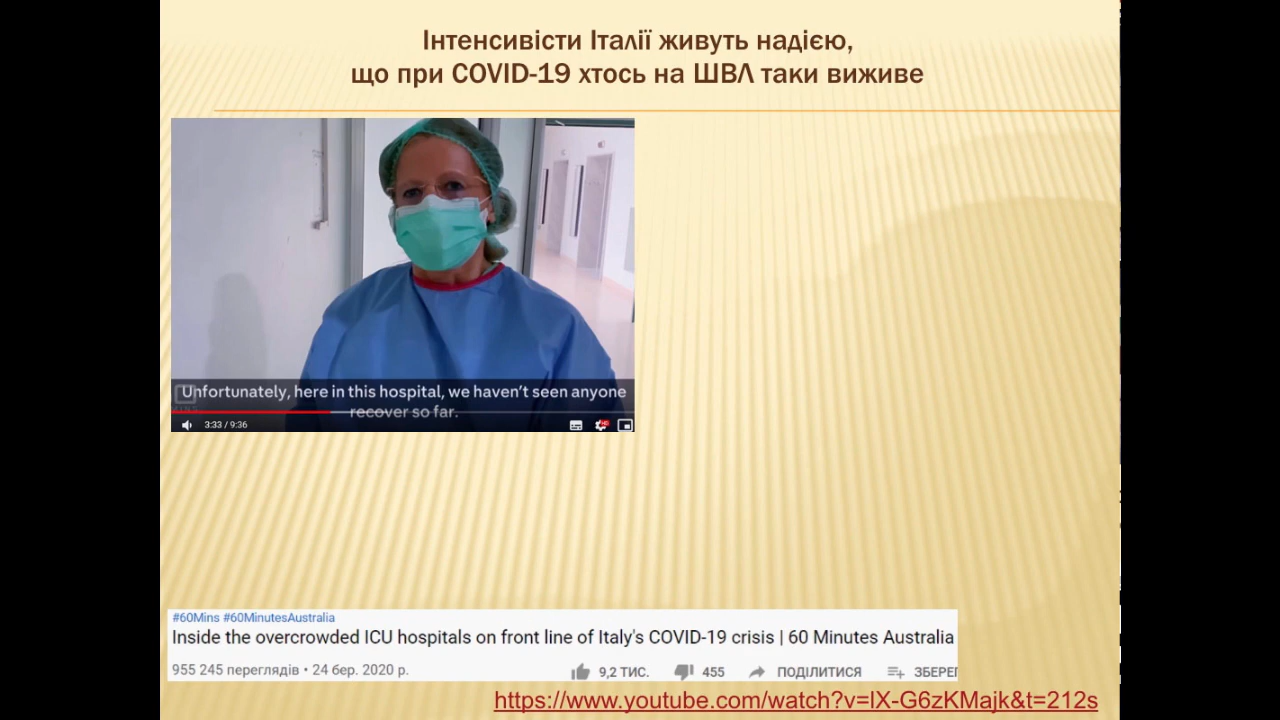 Інтенсивісти Італії живуть надією,
що при COVID-19 хтось на ШВЛ таки виживе
Unfortunately, here in this hospital, we haven't seen anyone
recover so far.
3:33 / 9:36
#60Mins #60MinutesAustralia
Inside the overcrowded ICU hospitals on front line of Italy's COVID-19 crisis | 60 Minutes Australia
955 245 переглядів • 24 бер. 2020 р. 9,2 ТИС. 455 ПОДІЛИТИСЯ ЗБЕРЕГ
https://www.youtube.com/watch?v=lX-G6zKMajk&t=212s